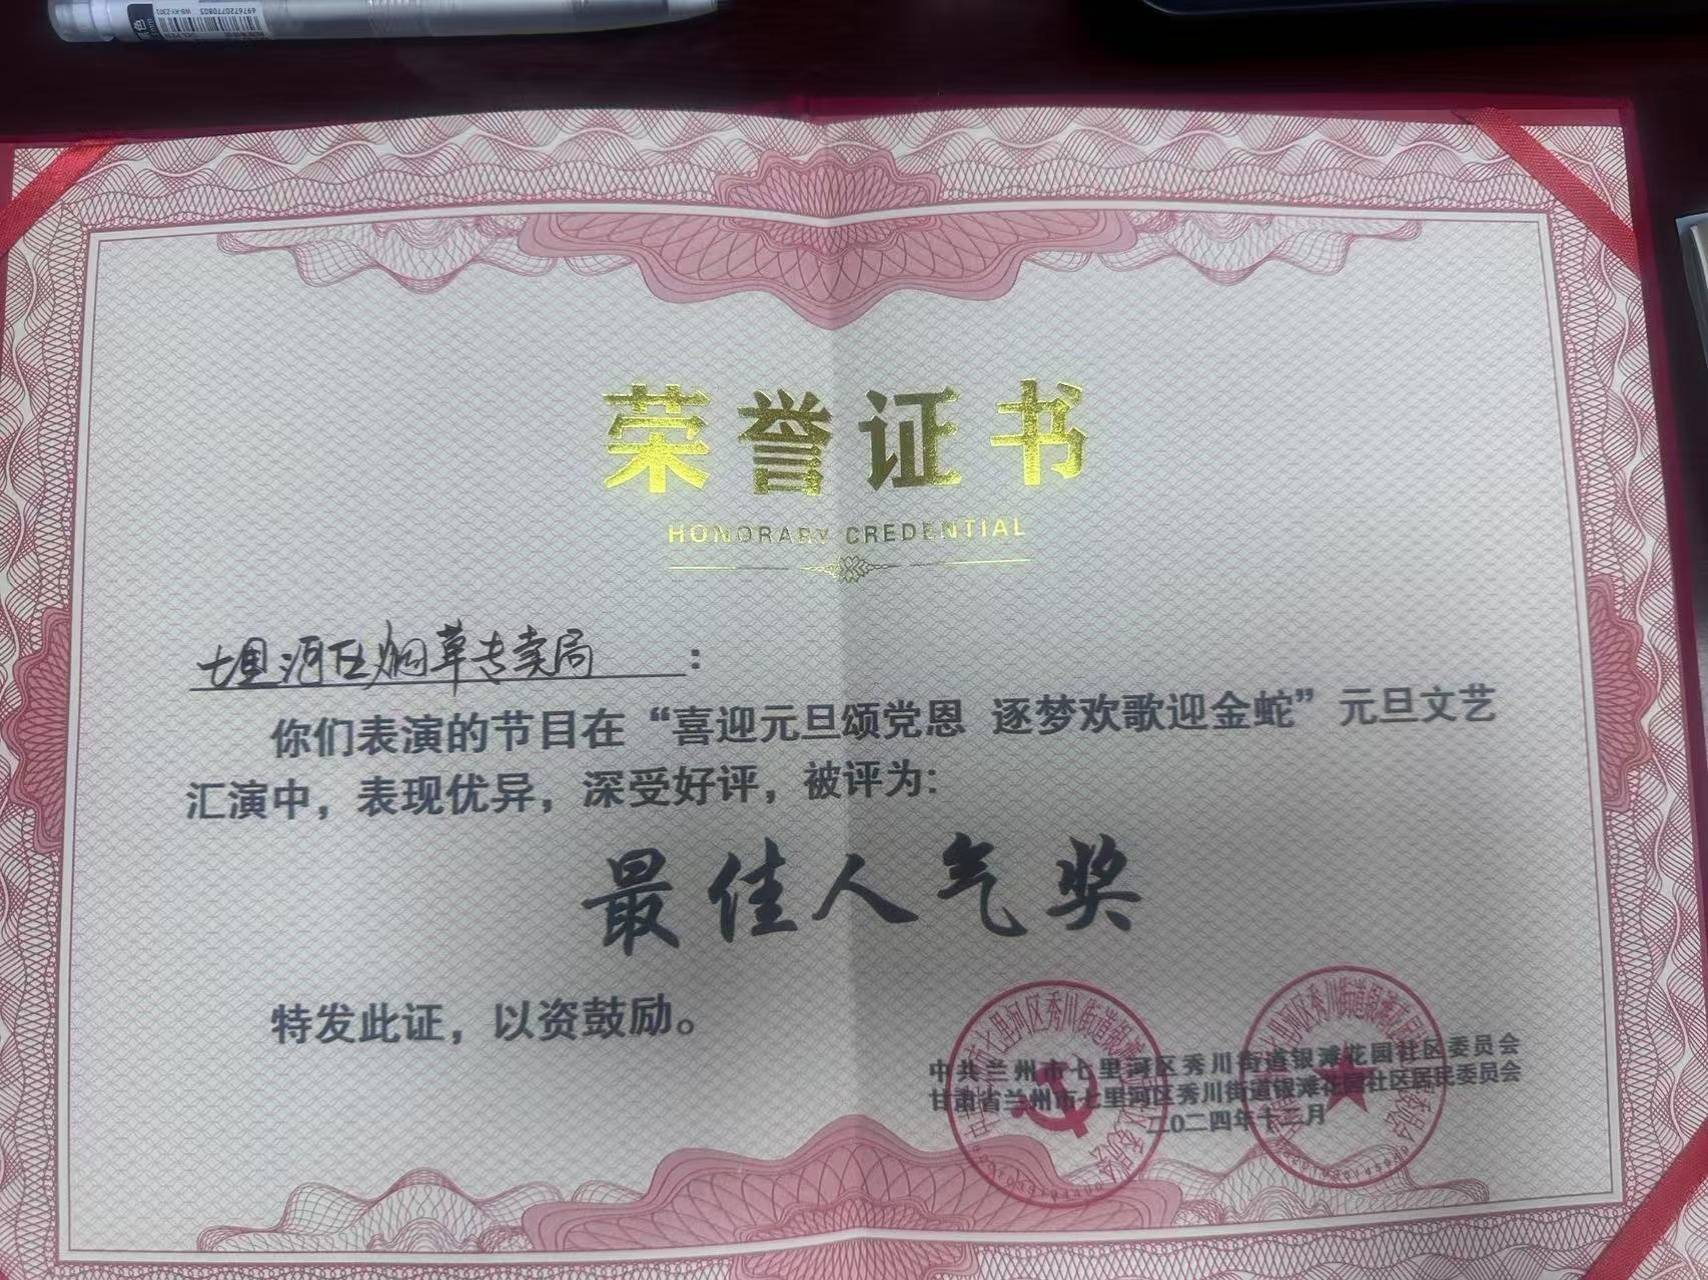 荣誉证书
HONORARY CREDENTIAL
七里河区烟草专卖局：
你们表演的节目在“喜迎元旦颂党恩 逐梦欢歌迎金蛇”元旦文艺
汇演中，表现优异，深受好评，被评为：
最佳人气奖
特发此证，以资鼓励。
中共兰州市七里河区秀川街道银滩花园社区委员会
甘肃省兰州市七里河区秀川街道银滩花园社区居民委员会
二〇二四年十二月